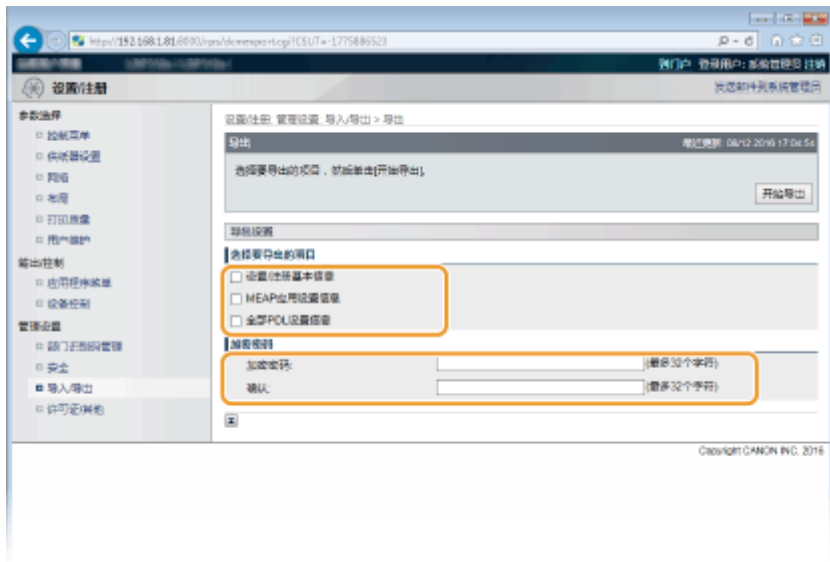 192.168.1.81:8000/rps/dcmexport.cgi?CSUT=-1775886523
到门户 登录用户: 系统管理员 注销
设置/注册
发送邮件到系统管理员
参数选择
控制菜单
供纸器设置
网络
布局
打印质量
用户维护
输出/控制
应用程序菜单
设备控制
管理设置
部门识别码管理
安全
导入/导出
许可证/其他
设置/注册: 管理设置: 导入/导出 > 导出
导出
最近更新: 08/12 2016 17:04:54
选择要导出的项目，然后单击[开始导出]。
开始导出
导出设置
选择要导出的项目
设置/注册基本信息
MEAP应用设置信息
全部PDL设置信息
加密密码
加密密码:
(最多32个字符)
确认:
(最多32个字符)
Copyright CANON INC. 2016